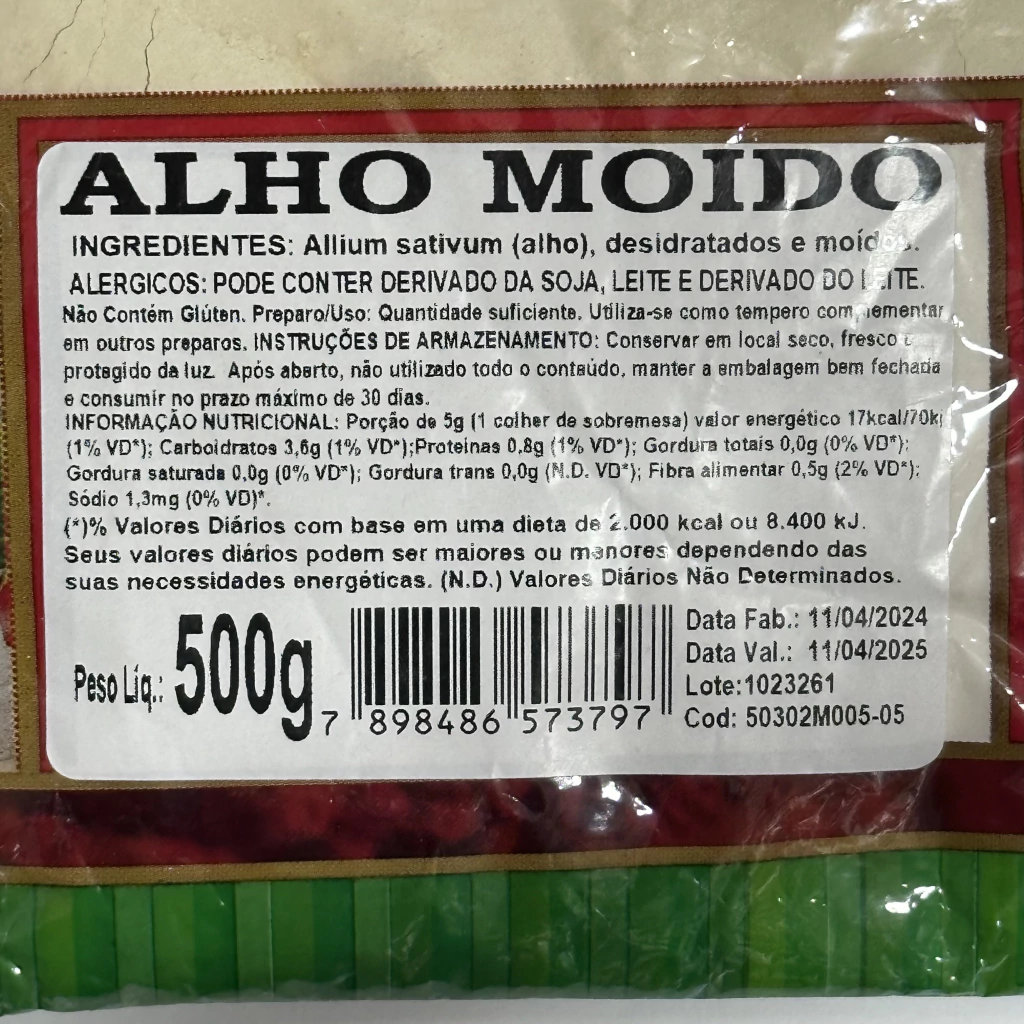 ALHO MOIDO
INGREDIENTES: Allium sativum (alho), desidratados e moídos.
ALERGICOS: PODE CONTER DERIVADO DA SOJA, LEITE E DERIVADO DO LEITE.
Não Contém Glúten. Preparo/Uso: Quantidade suficiente. Utiliza-se como tempero complementar
em outros preparos. INSTRUÇÕES DE ARMAZENAMENTO: Conservar em local seco, fresco e
protegido da luz. Após aberto, não utilizado todo o conteúdo, manter a embalagem bem fechada
e consumir no prazo máximo de 30 dias.
INFORMAÇÃO NUTRICIONAL: Porção de 5g (1 colher de sobremesa) valor energético 17kcal/70kj
(1% VD*); Carboidratos 3,6g (1% VD*);Proteínas 0,8g (1% VD*); Gordura totais 0,0g (0% VD*);
Gordura saturada 0,0g (0% VD*); Gordura trans 0,0g (N.D. VD*); Fibra alimentar 0,5g (2% VD*);
Sódio 1,3mg (0% VD)*.
(*)% Valores Diários com base em uma dieta de 2.000 kcal ou 8.400 kJ.
Seus valores diários podem ser maiores ou menores dependendo das
suas necessidades energéticas. (N.D.) Valores Diários Não Determinados.
Peso Líq.: 500g
7 898486 573797
Data Fab.: 11/04/2024
Data Val.: 11/04/2025
Lote:1023261
Cod: 50302M005-05